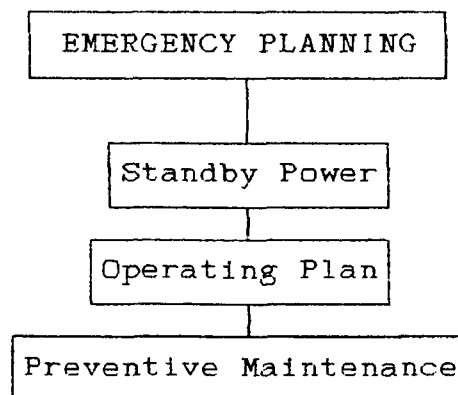 EMERGENCY PLANNING
Standby Power
Operating Plan
Preventive Maintenance